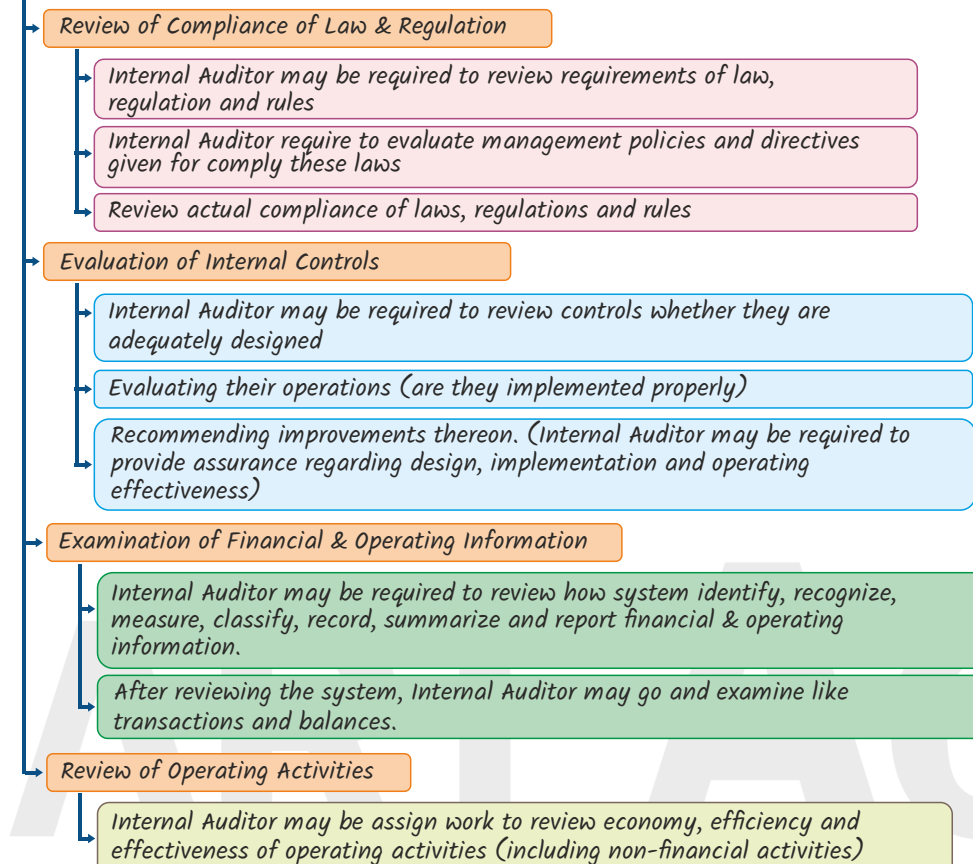 Review of Compliance of Law & Regulation
Internal Auditor may be required to review requirements of law,
regulation and rules
Internal Auditor require to evaluate management policies and directives
given for comply these laws
Review actual compliance of laws, regulations and rules
Evaluation of Internal Controls
Internal Auditor may be required to review controls whether they are
adequately designed
Evaluating their operations (are they implemented properly)
Recommending improvements thereon. (Internal Auditor may be required to
provide assurance regarding design, implementation and operating
effectiveness)
Examination of Financial & Operating Information
Internal Auditor may be required to review how system identify, recognize,
measure, classify, record, summarize and report financial & operating
information.
After reviewing the system, Internal Auditor may go and examine like
transactions and balances.
Review of Operating Activities
Internal Auditor may be assign work to review economy, efficiency and
effectiveness of operating activities (including non-financial activities)